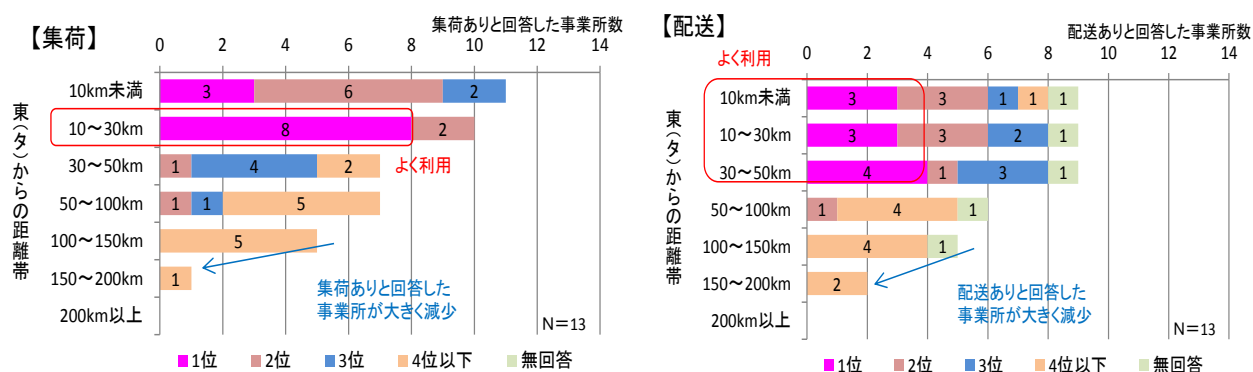 【集荷】
集荷ありと回答した事業所数
0 2 4 6 8 10 12 14
東(タ)からの距離帯
10km未満 3 6 2
10～30km 8 2
30～50km 1 4 2
よく利用
50～100km 1 1 5
100～150km 5
150～200km 1
200km以上
集荷ありと回答した
事業所が大きく減少
N=13
1位 2位 3位 4位以下 無回答
【配送】
配送ありと回答した事業所数
0 2 4 6 8 10 12 14
よく利用
東(タ)からの距離帯
10km未満 3 3 1 1 1
10～30km 3 3 2 1
30～50km 4 1 3 1
50～100km 1 4 1
100～150km 4 1
150～200km 2
200km以上
配送ありと回答した
事業所が大きく減少
N=13
1位 2位 3位 4位以下 無回答